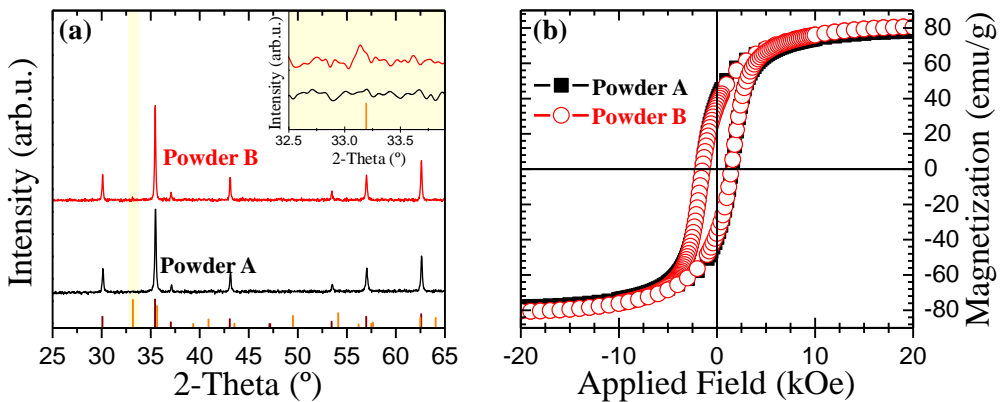 (a)
Intensity (arb.u.)
Powder B
Powder A
25 30 35 40 45 50 55 60 65
2-Theta (º)
Intensity (arb.u.)
32.5 33.0 33.5
2-Theta (º)
(b)
Powder A
Powder B
80
60
40
20
0
-20
-40
-60
-80
Magnetization (emu/g)
-20 -10 0 10 20
Applied Field (kOe)